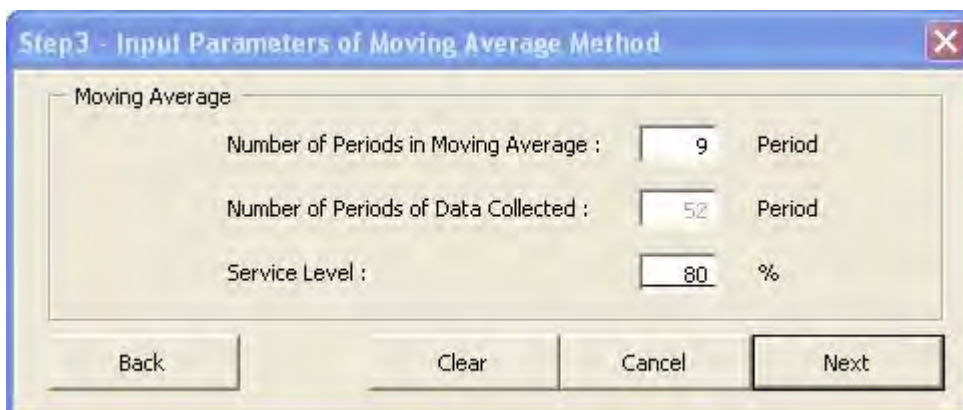 Step3 - Input Parameters of Moving Average Method
Moving Average
Number of Periods in Moving Average : 9 Period
Number of Periods of Data Collected : 52 Period
Service Level : 80 %
Back Clear Cancel Next